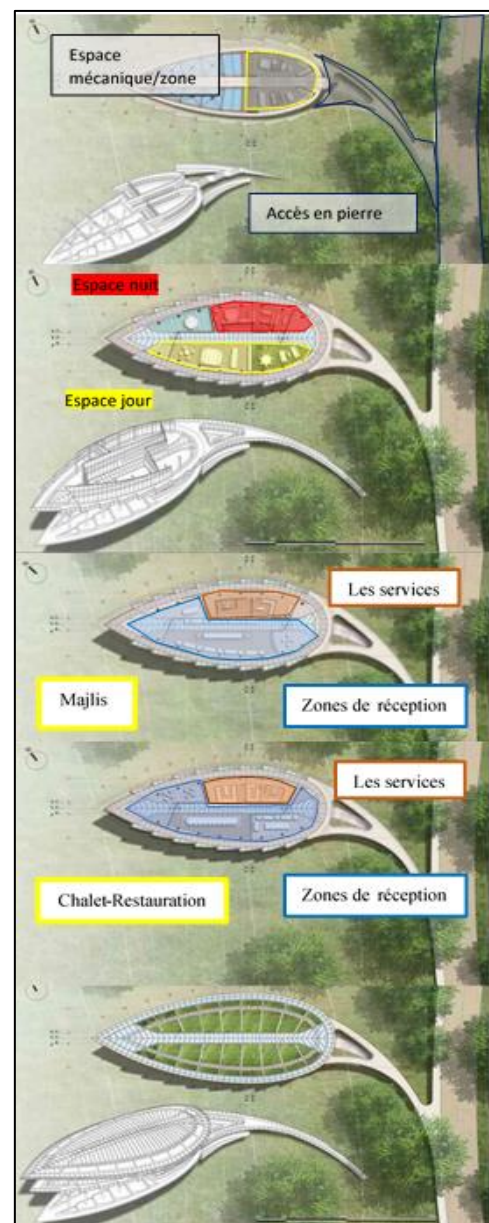 Espace
mécanique/zone
Accès en pierre
Espace nuit
Espace jour
Les services
Majlis
Zones de réception
Les services
Chalet-Restauration
Zones de réception